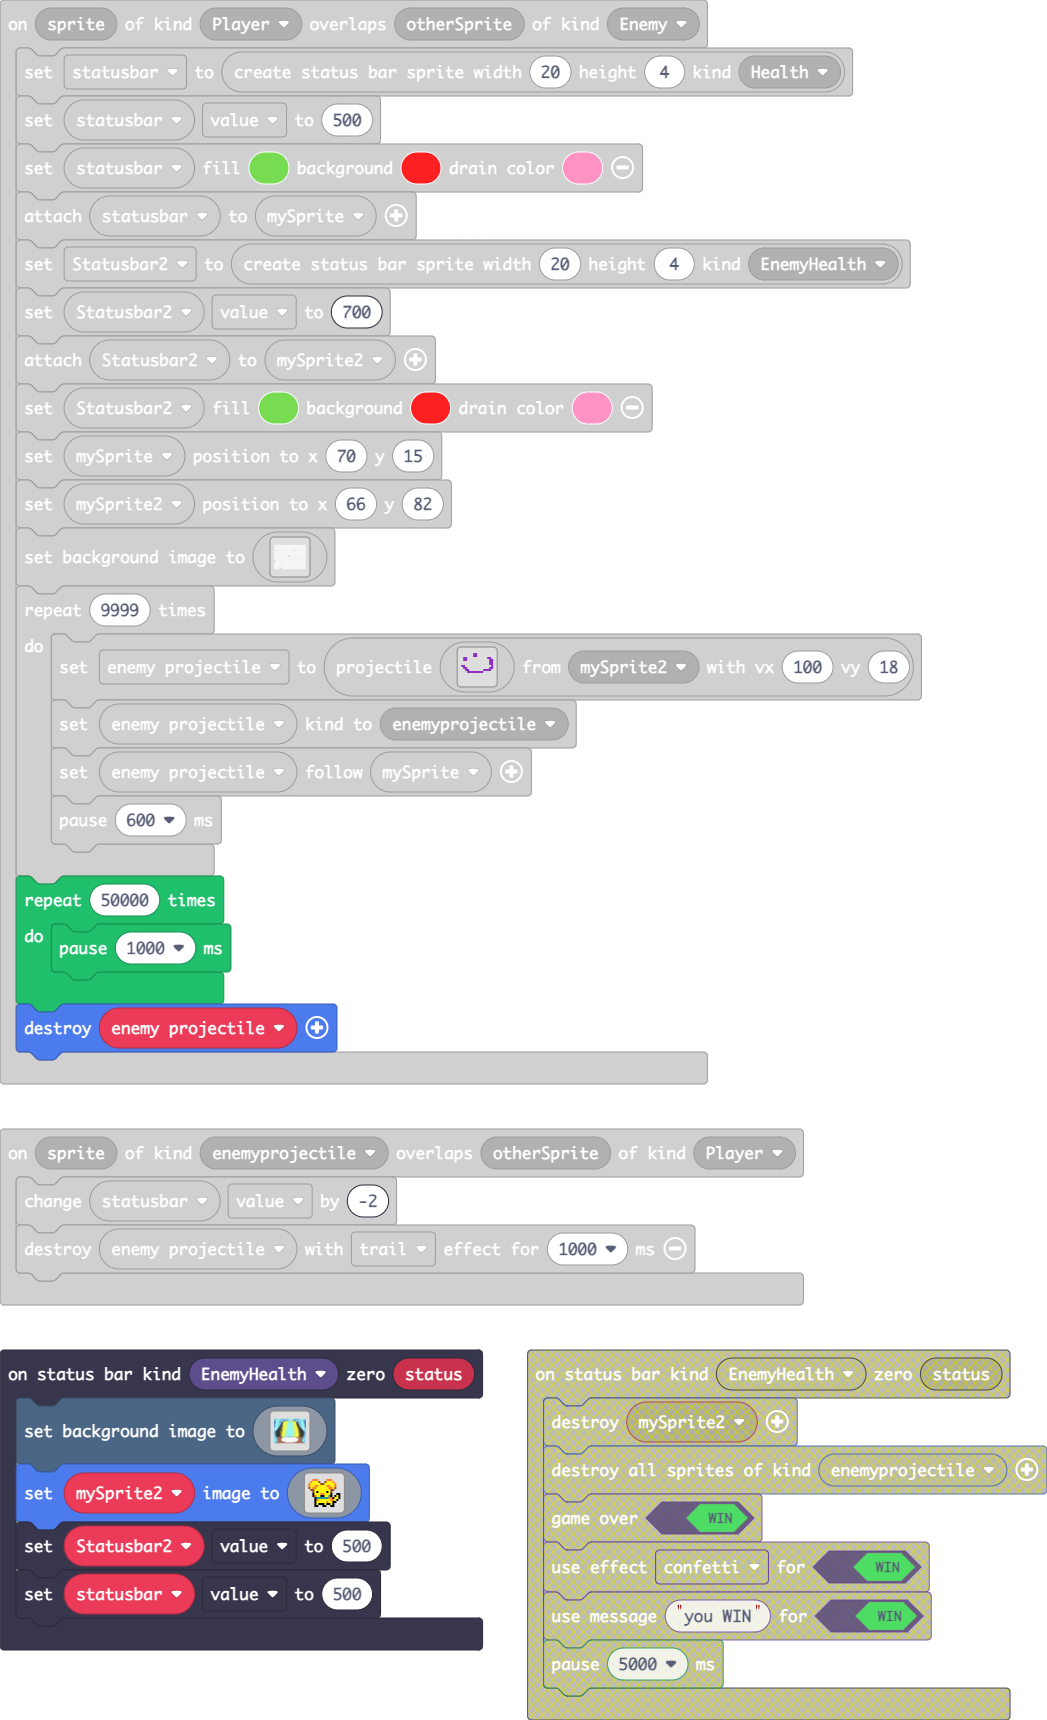 on sprite of kind Player overlaps otherSprite of kind Enemy
set statusbar to create status bar sprite width 20 height 4 kind Health
set statusbar value to 500
set statusbar fill background drain color
attach statusbar to mySprite
set Statusbar2 to create status bar sprite width 20 height 4 kind EnemyHealth
set Statusbar2 value to 700
attach Statusbar2 to mySprite2
set Statusbar2 fill background drain color
set mySprite position to x 70 y 15
set mySprite2 position to x 66 y 82
set background image to
repeat 9999 times
do
set enemy projectile to projectile from mySprite2 with vx 100 vy 18
set enemy projectile kind to enemyprojectile
set enemy projectile follow mySprite
pause 600 ms
repeat 50000 times
do
pause 1000 ms
destroy enemy projectile
on sprite of kind enemyprojectile overlaps otherSprite of kind Player
change statusbar value by -2
destroy enemy projectile with trail effect for 1000 ms
on status bar kind EnemyHealth zero status
set background image to
set mySprite2 image to
set Statusbar2 value to 500
set statusbar value to 500
on status bar kind EnemyHealth zero status
destroy mySprite2
destroy all sprites of kind enemyprojectile
game over WIN
use effect confetti for WIN
use message "you WIN" for WIN
pause 5000 ms